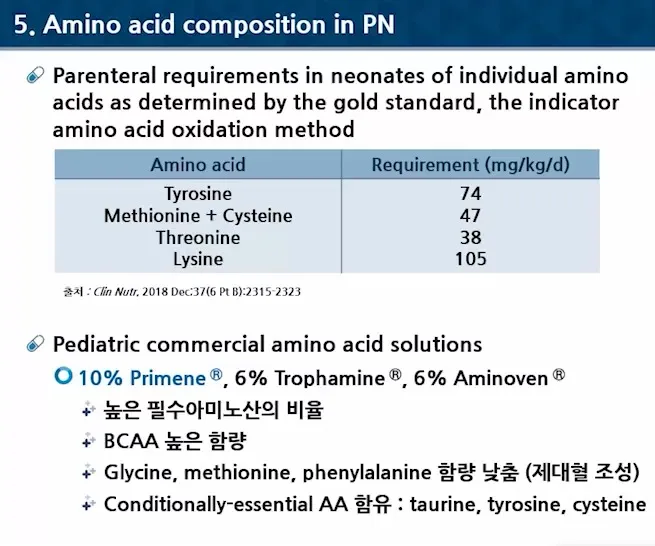 5. Amino acid composition in PN
Parenteral requirements in neonates of individual amino
acids as determined by the gold standard, the indicator
amino acid oxidation method
Amino acid Requirement (mg/kg/d)
Tyrosine 74
Methionine + Cysteine 47
Threonine 38
Lysine 105
출처 : Clin Nutr, 2018 Dec;37(6 Pt B):2315-2323
Pediatric commercial amino acid solutions
10% Primene®, 6% Trophamine®, 6% Aminoven®
높은 필수아미노산의 비율
BCAA 높은 함량
Glycine, methionine, phenylalanine 함량 낮춤 (제대혈 조성)
Conditionally-essential AA 함유 : taurine, tyrosine, cysteine